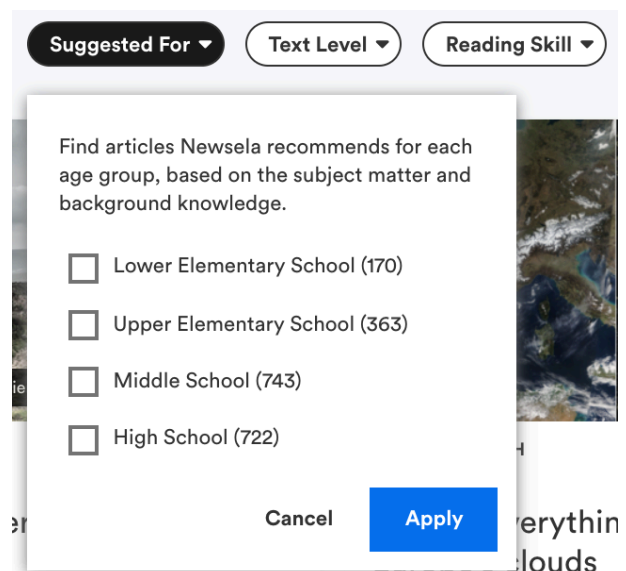 Suggested For
Text Level
Reading Skill
Find articles Newsela recommends for each
age group, based on the subject matter and
background knowledge.
Lower Elementary School (170)
Upper Elementary School (363)
Middle School (743)
High School (722)
Cancel
Apply
clouds